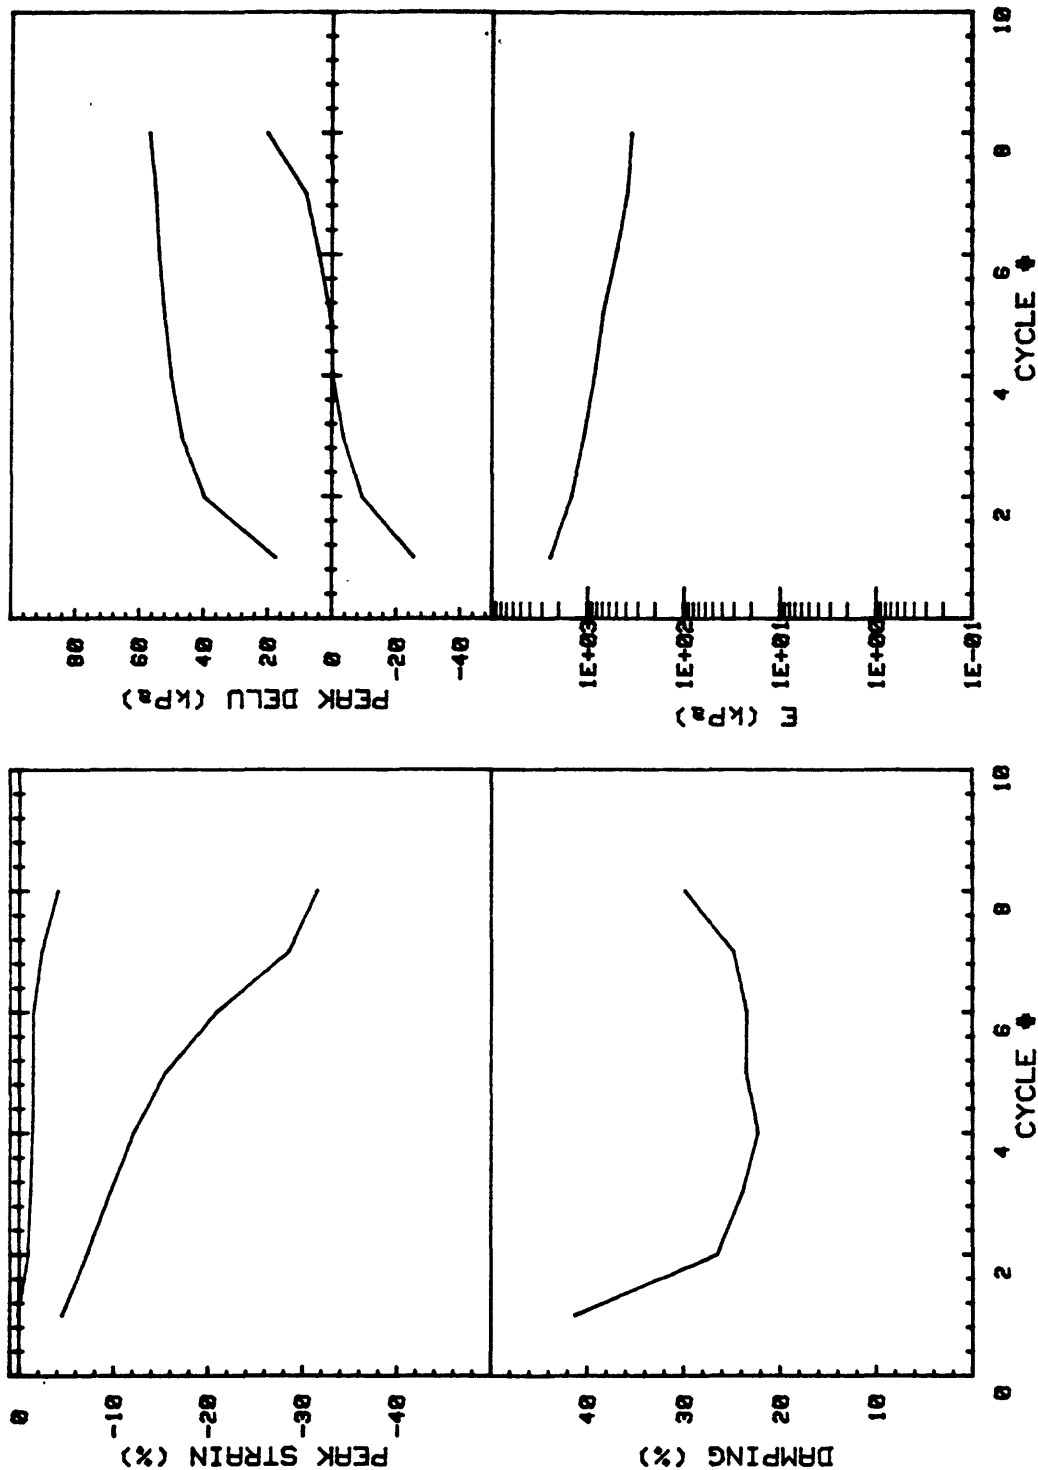 0
-10
-20
-30
-40
PEAK STRAIN (%)
40
30
20
10
DAMPING (%)
0
2
4
6
8
10
CYCLE #
80
60
40
20
0
-20
-40
PEAK DELU (kPa)
1E+03
1E+02
1E+01
1E+00
1E-01
E (kPa)
2
4
6
8
10
CYCLE #